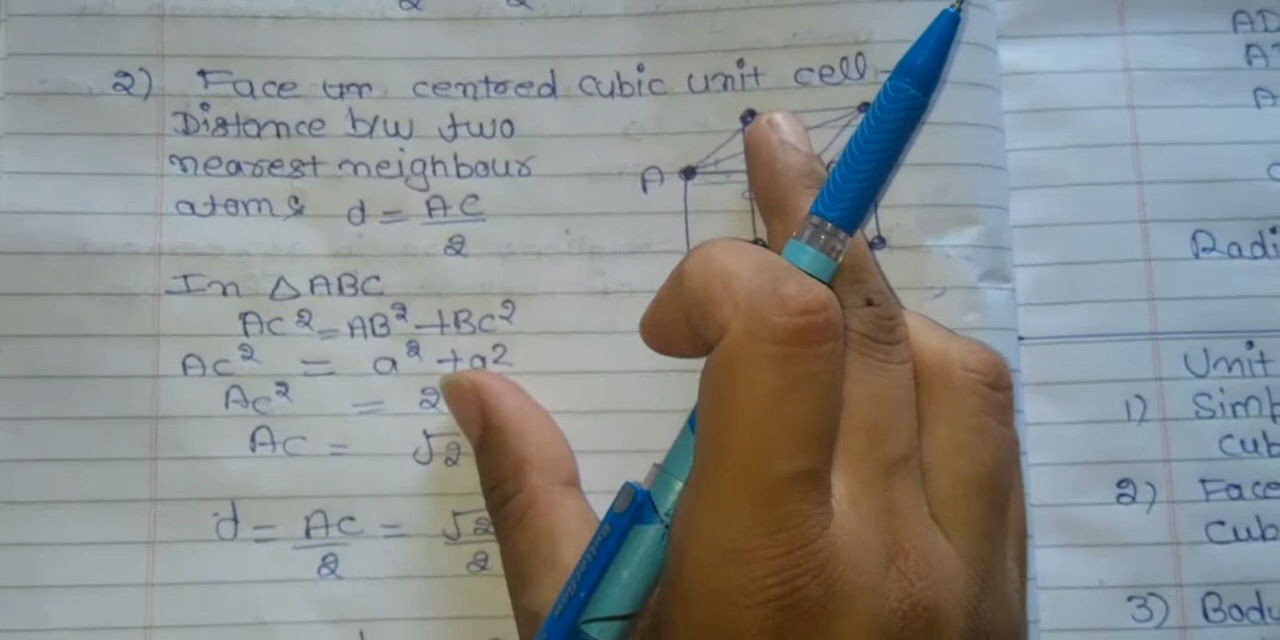 2) Face centred cubic unit cell-
Distance b/w two
nearest neighbour
atoms d = AC/2
A
In △ABC
AC² = AB² + BC²
AC² = a² + a²
AC² = 2
AC = √2
d = AC/2 = √2/2
AD
A
Radi
Unit
1) Simp
Cub
2) Face
Cub
3) Body